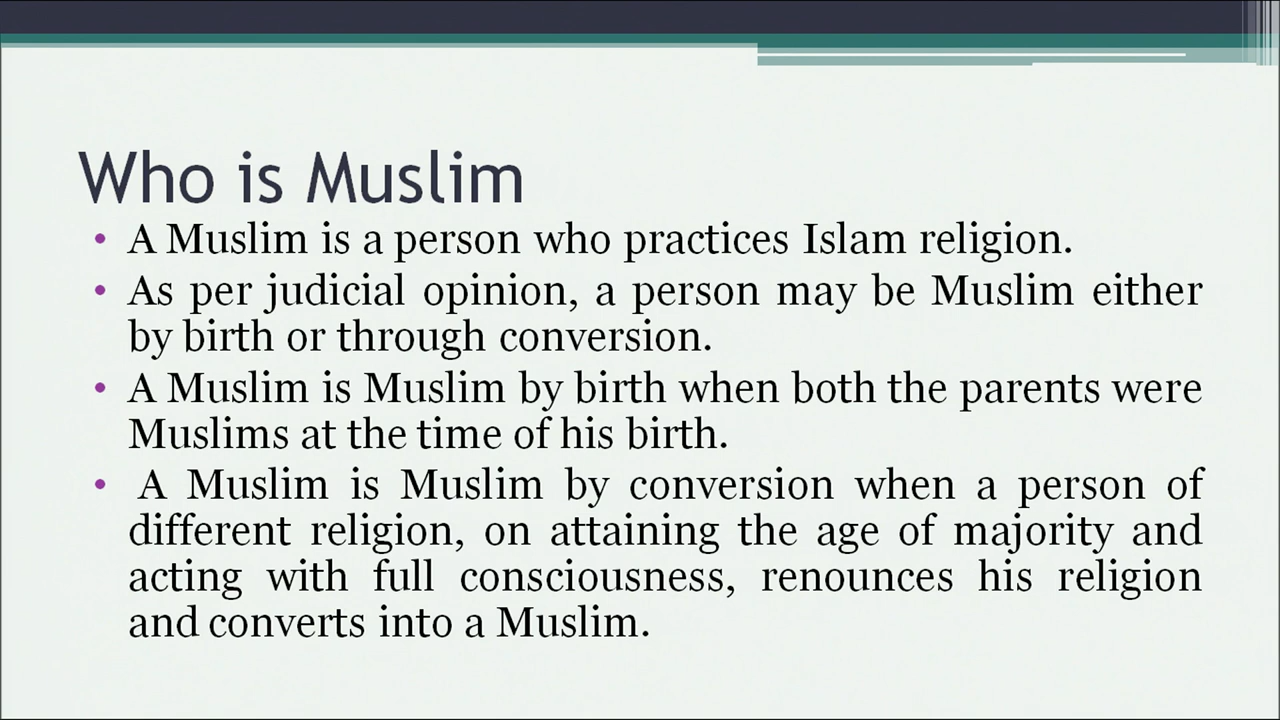 Who is Muslim
• A Muslim is a person who practices Islam religion.
• As per judicial opinion, a person may be Muslim either
by birth or through conversion.
• A Muslim is Muslim by birth when both the parents were
Muslims at the time of his birth.
• A Muslim is Muslim by conversion when a person of
different religion, on attaining the age of majority and
acting with full consciousness, renounces his religion
and converts into a Muslim.